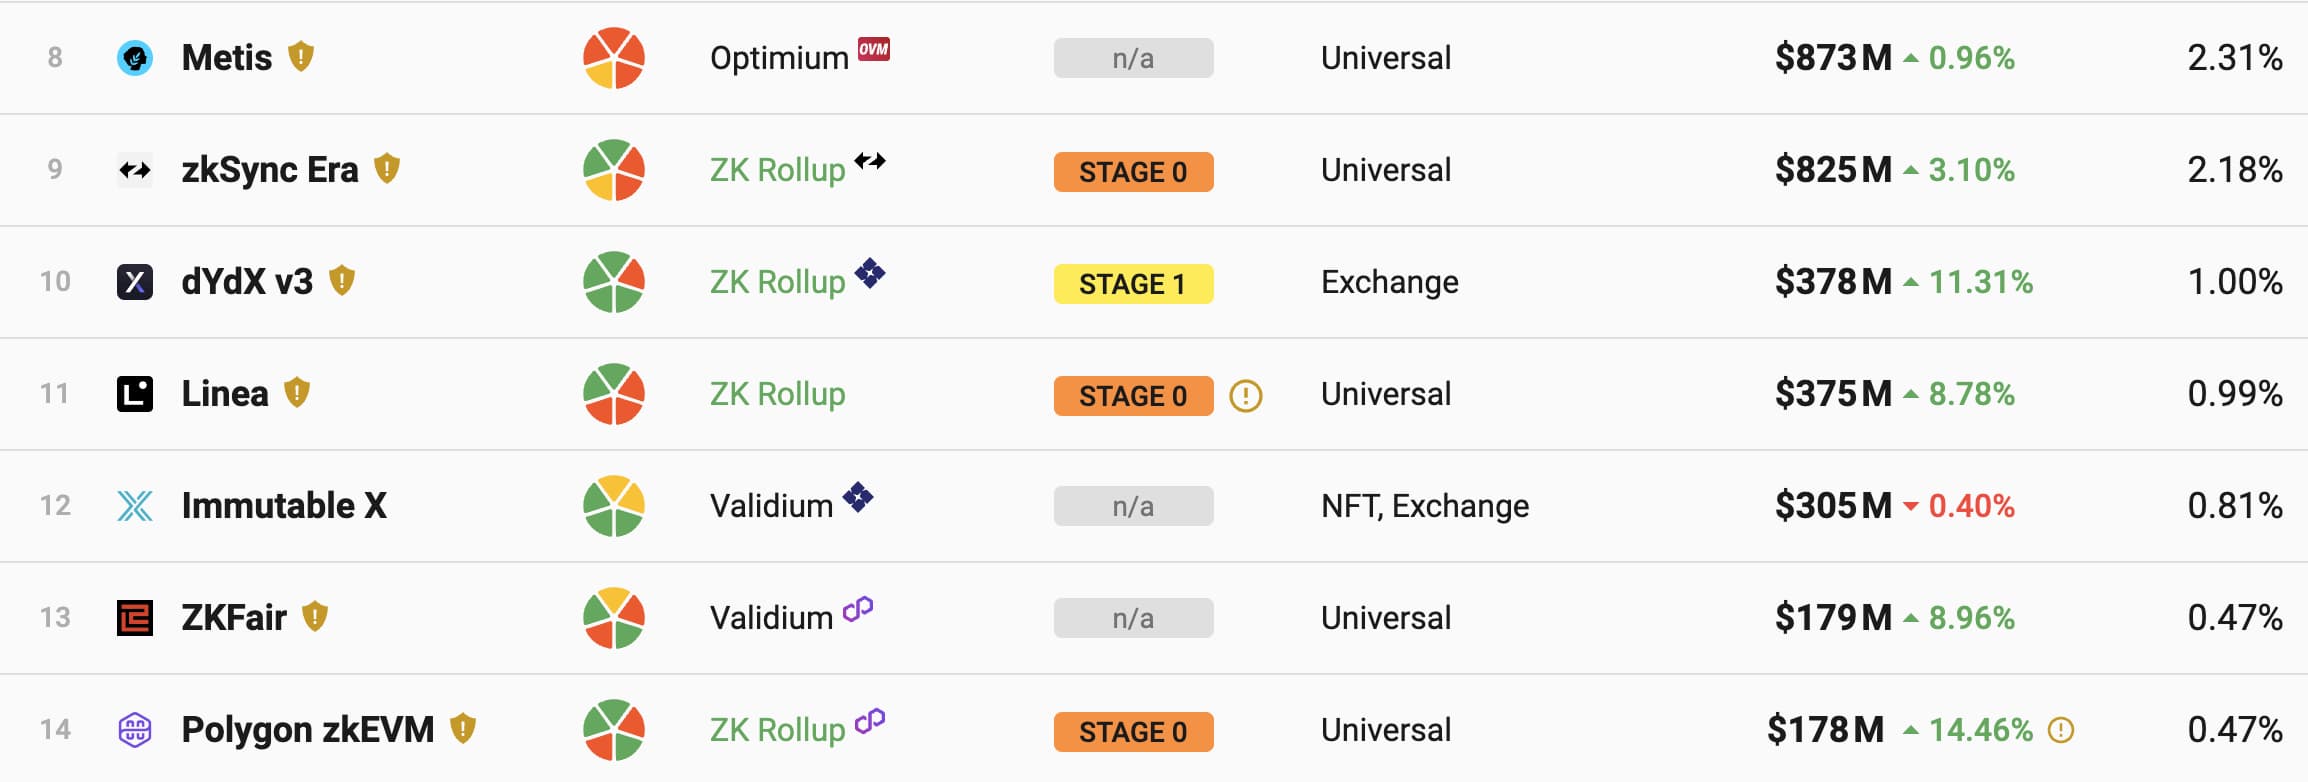 8 Metis Optimium OVM n/a Universal $873 M 0.96% 2.31%
9 zkSync Era ZK Rollup STAGE 0 Universal $825 M 3.10% 2.18%
10 dYdX v3 ZK Rollup STAGE 1 Exchange $378 M 11.31% 1.00%
11 Linea ZK Rollup STAGE 0 Universal $375 M 8.78% 0.99%
12 Immutable X Validium n/a NFT, Exchange $305 M 0.40% 0.81%
13 ZKFair Validium n/a Universal $179 M 8.96% 0.47%
14 Polygon zkEVM ZK Rollup STAGE 0 Universal $178 M 14.46% 0.47%